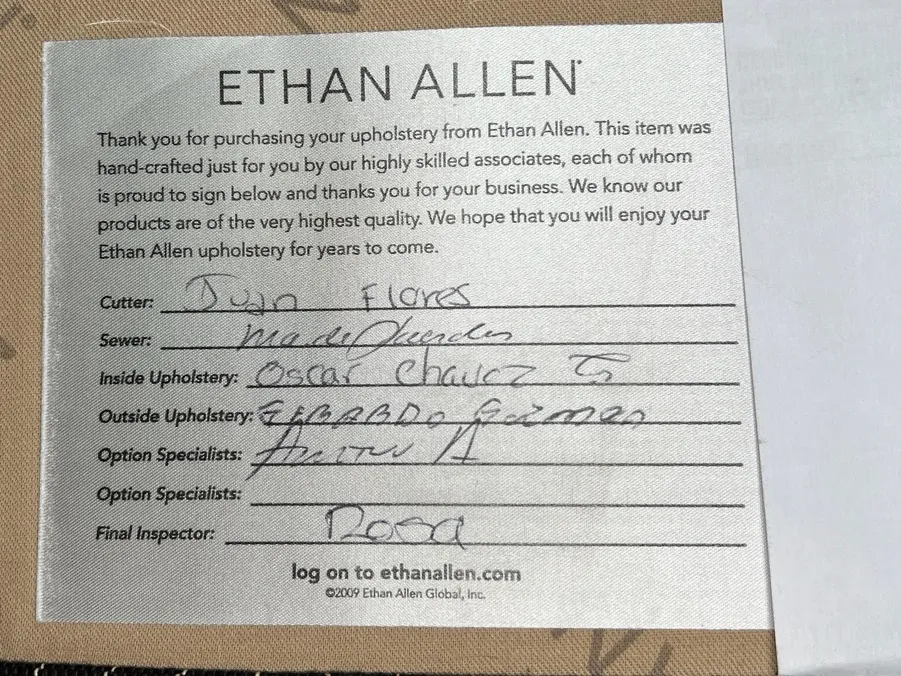 ETHAN ALLEN
Thank you for purchasing your upholstery from Ethan Allen. This item was
hand-crafted just for you by our highly skilled associates, each of whom
is proud to sign below and thanks you for your business. We know our
products are of the very highest quality. We hope that you will enjoy your
Ethan Allen upholstery for years to come.
Cutter: Juan Flores
Sewer:
Inside Upholstery: Oscar Chavez
Outside Upholstery: Guzman
Option Specialists:
Option Specialists:
Final Inspector: Rosa
log on to ethanallen.com
©2009 Ethan Allen Global, Inc.